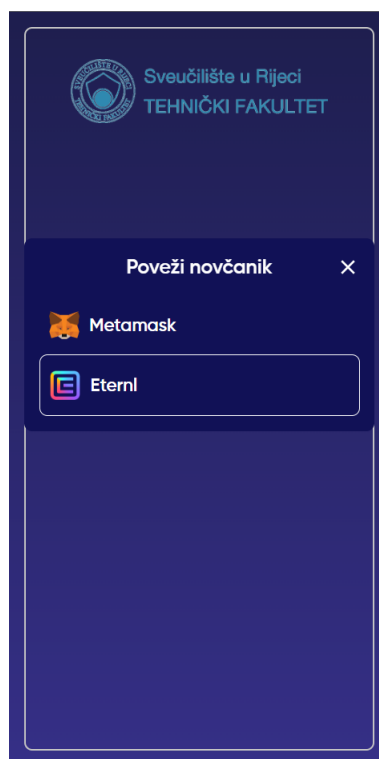 Sveučilište u Rijeci
TEHNIČKI FAKULTET
Poveži novčanik
Metamask
Eternl